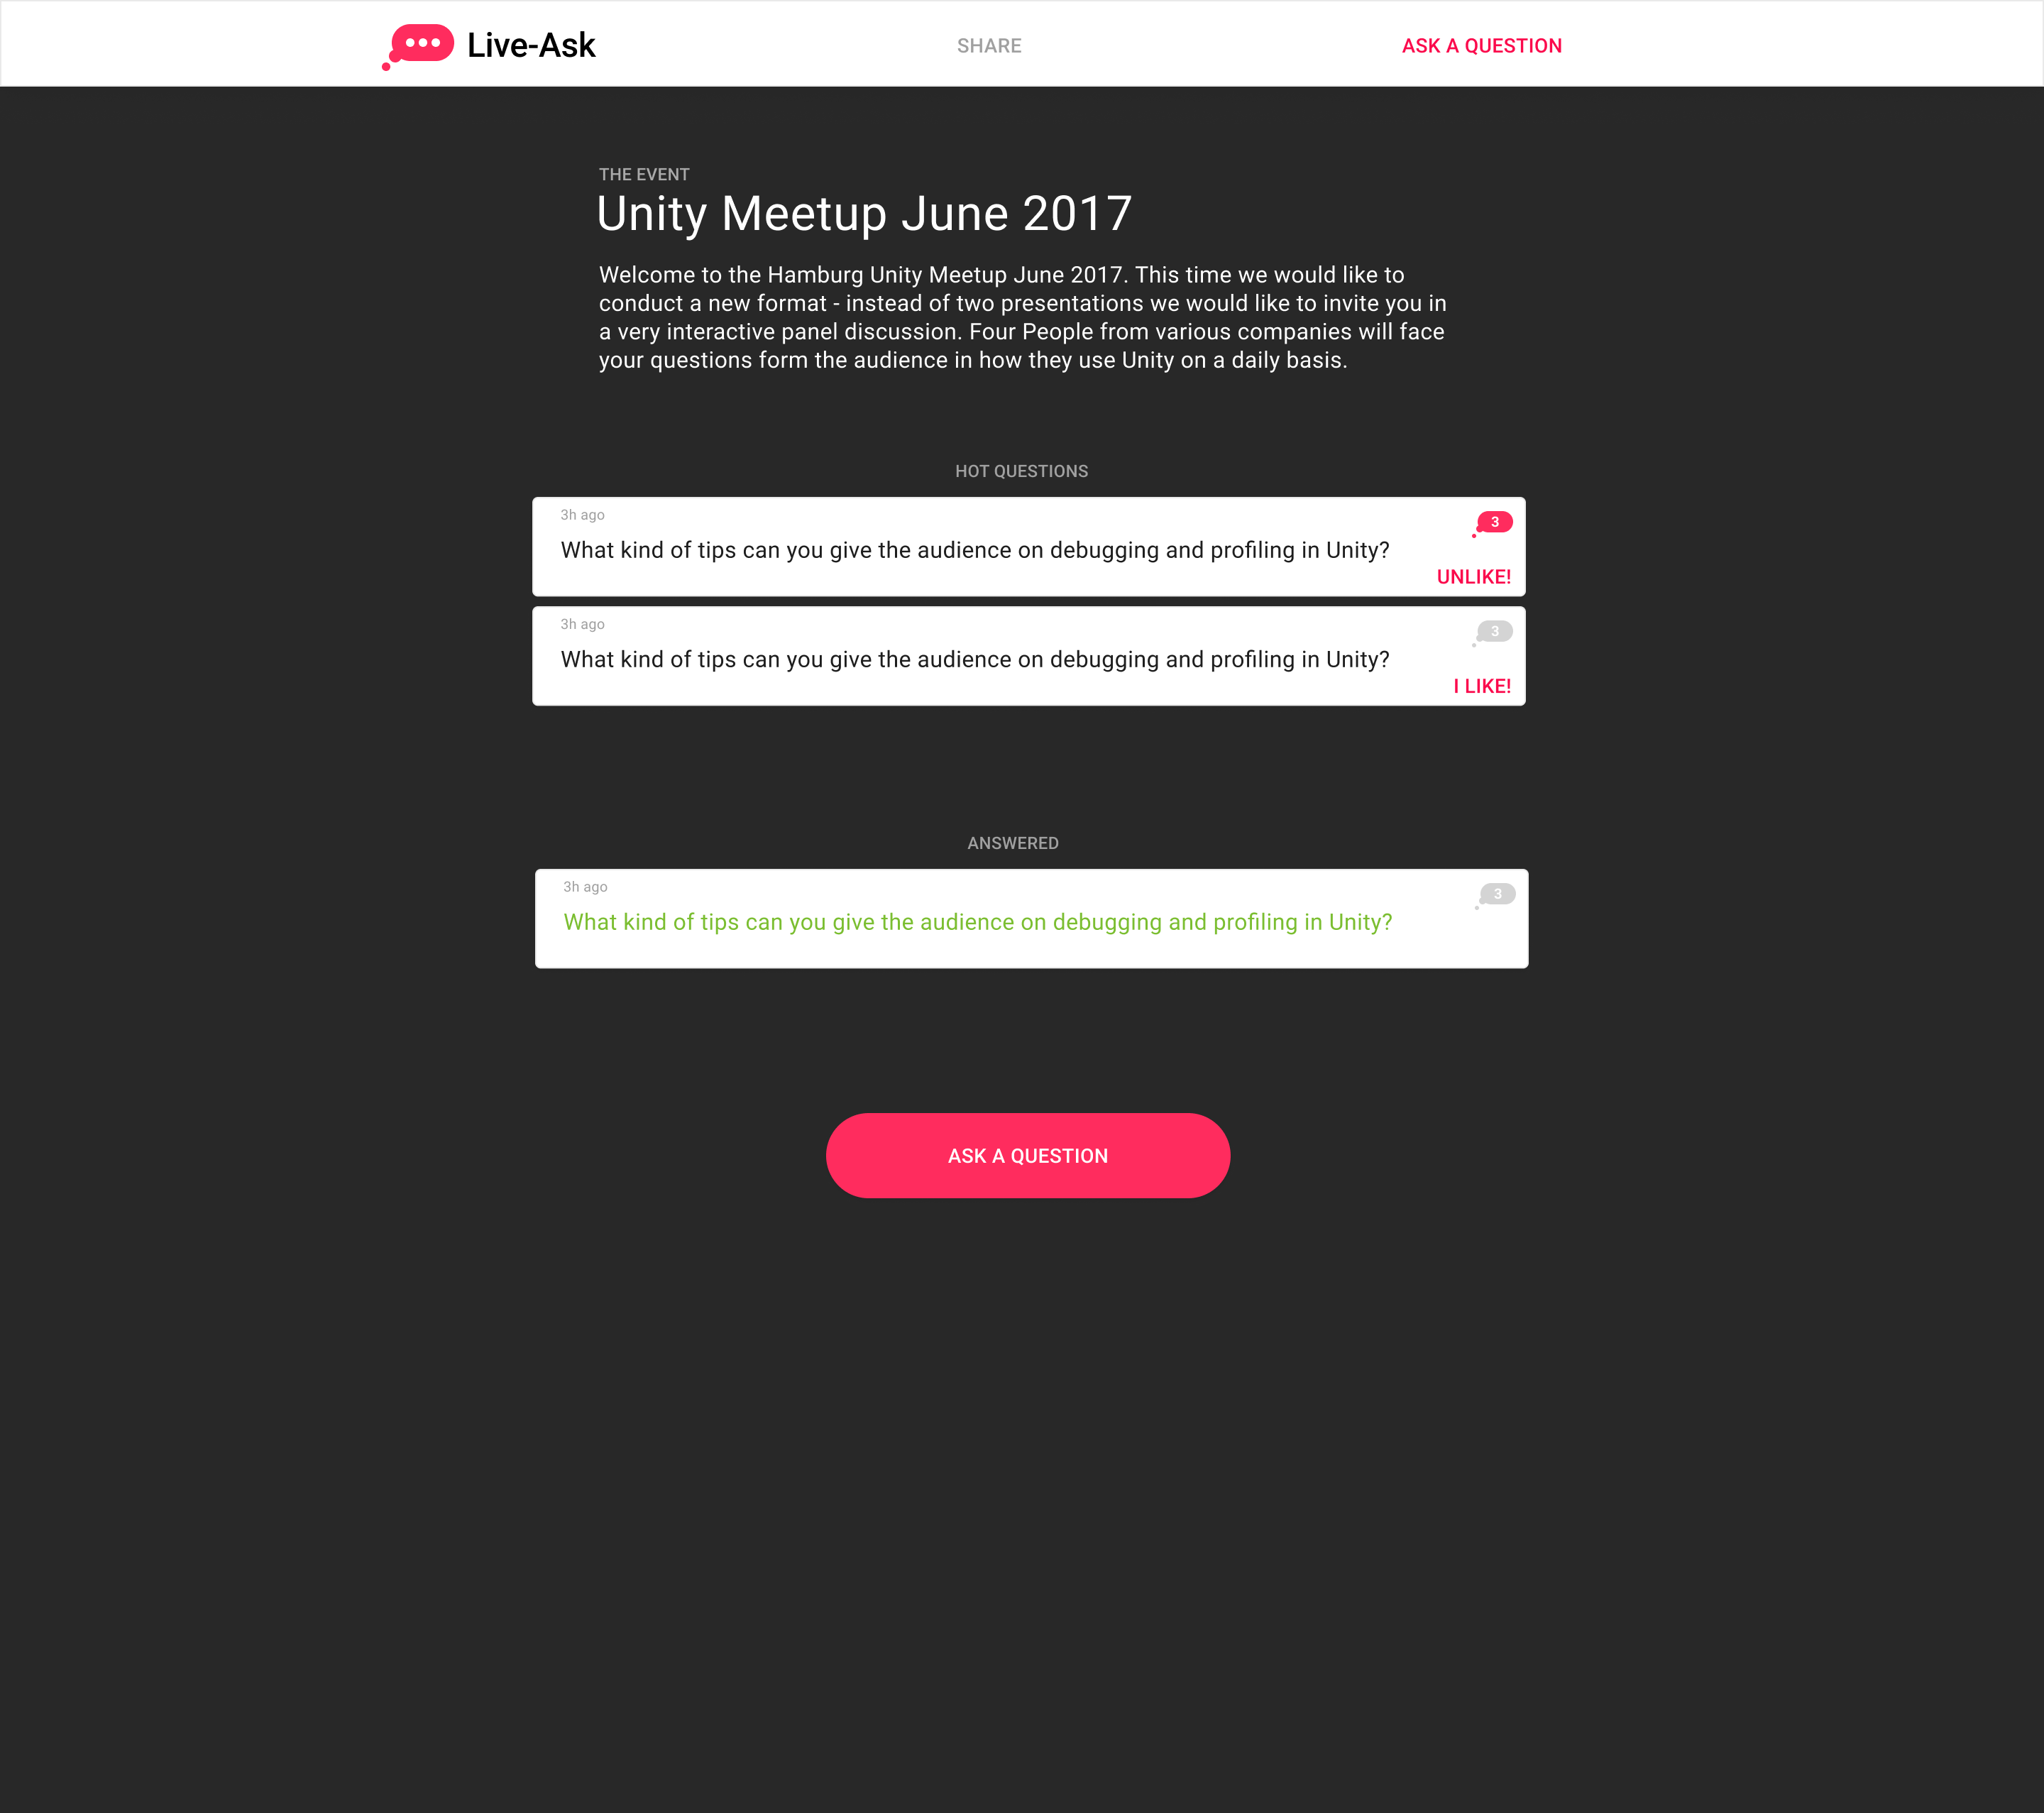 Live-Ask
SHARE
ASK A QUESTION
THE EVENT
Unity Meetup June 2017
Welcome to the Hamburg Unity Meetup June 2017. This time we would like to
conduct a new format - instead of two presentations we would like to invite you in
a very interactive panel discussion. Four People from various companies will face
your questions form the audience in how they use Unity on a daily basis.
HOT QUESTIONS
3h ago
3
What kind of tips can you give the audience on debugging and profiling in Unity?
UNLIKE!
3h ago
3
What kind of tips can you give the audience on debugging and profiling in Unity?
I LIKE!
ANSWERED
3h ago
3
What kind of tips can you give the audience on debugging and profiling in Unity?
ASK A QUESTION